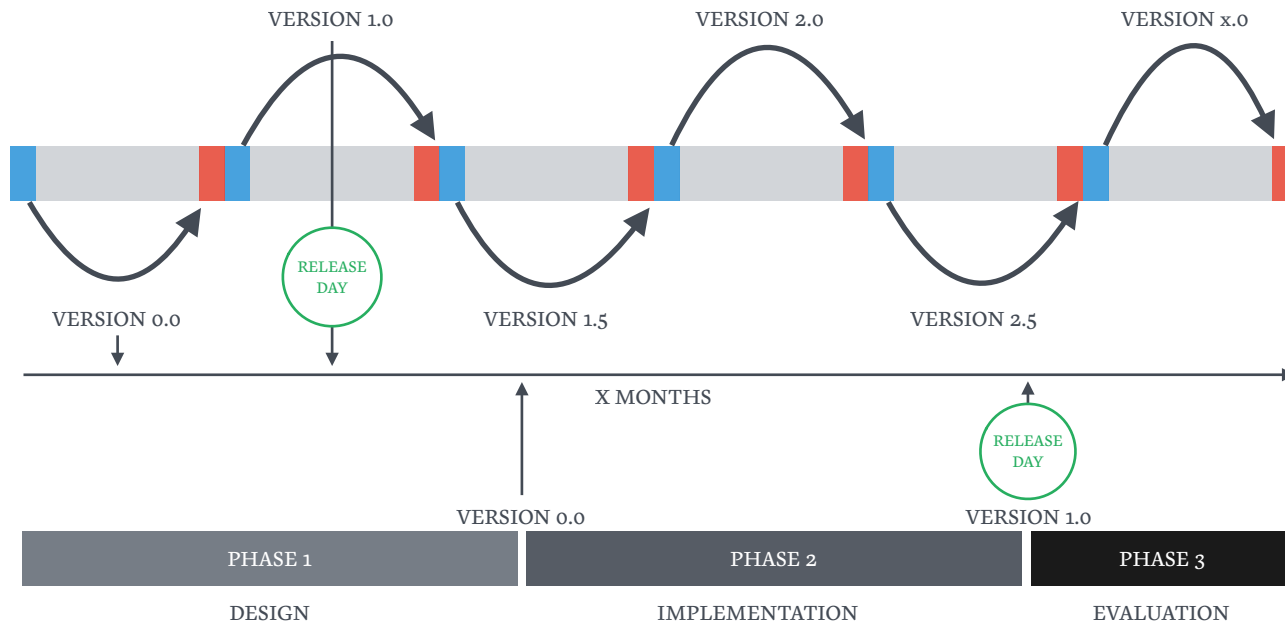 VERSION 1.0
VERSION 2.0
VERSION x.0
RELEASE
DAY
VERSION 0.0
VERSION 1.5
VERSION 2.5
X MONTHS
RELEASE
DAY
VERSION 0.0
VERSION 1.0
PHASE 1
PHASE 2
PHASE 3
DESIGN
IMPLEMENTATION
EVALUATION